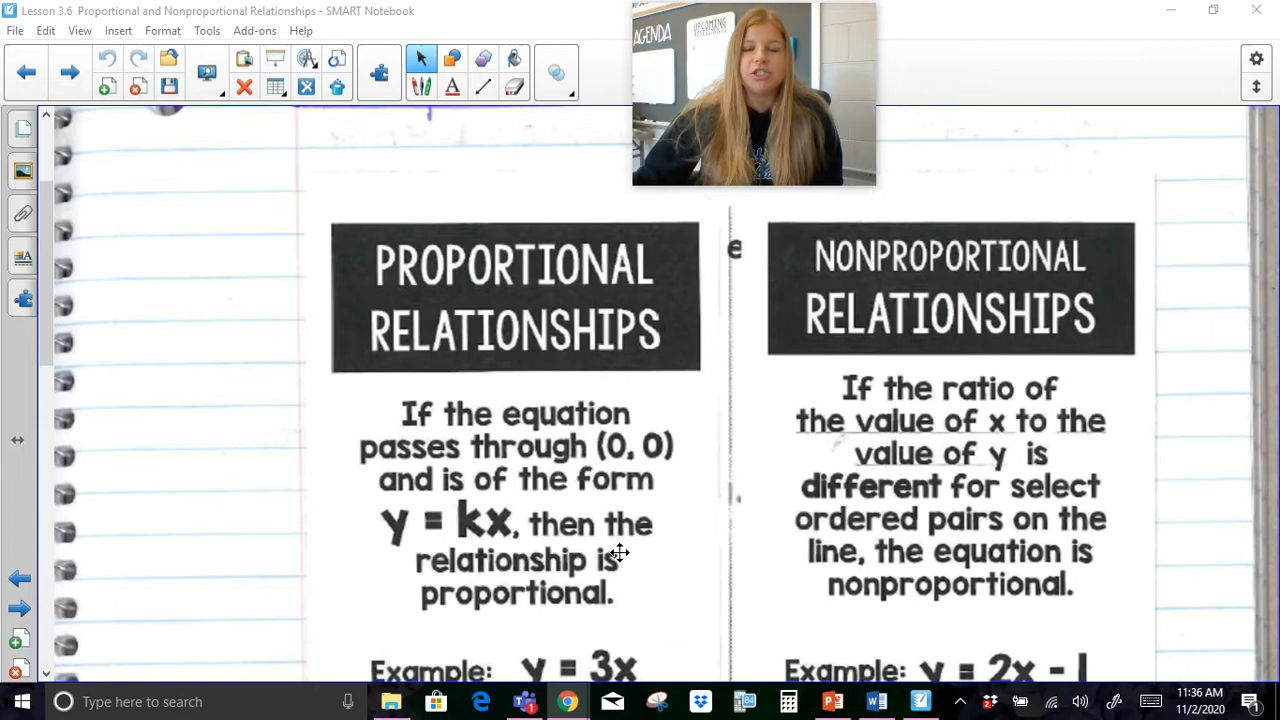 Lesson 3.6 Proportional and Nonproportional Relationships - SMART Notebook
File Edit View Insert Format Tools Add-ons Help
AGENDA
UPCOMING
PROPORTIONAL
RELATIONSHIPS
If the equation
passes through (0, 0)
and is of the form
y = kx, then the
relationship is
proportional.
Example: y = 3x
e
NONPROPORTIONAL
RELATIONSHIPS
If the ratio of
the value of x to the
value of y is
different for select
ordered pairs on the
line, the equation is
nonproportional.
Example: y = 2x - 1
Type here to search
11:36 AM
11/2/2020